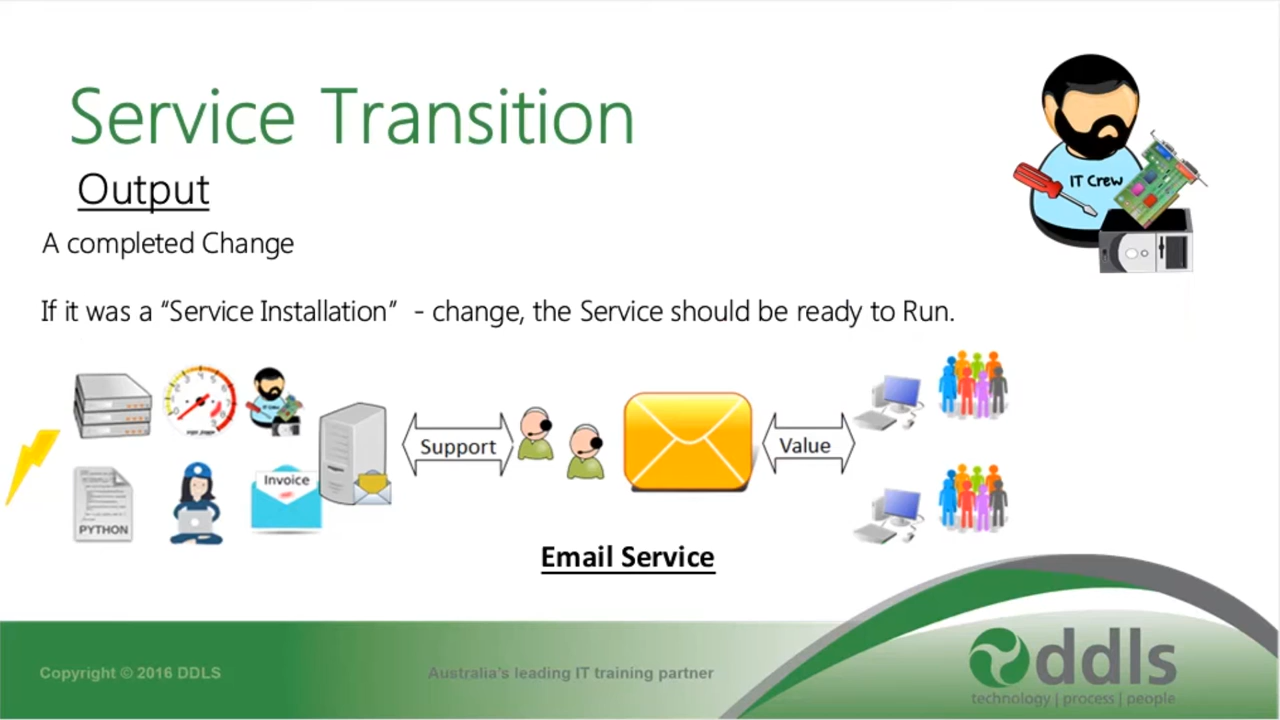 Service Transition
Output
IT Crew
A completed Change
If it was a “Service Installation” - change, the Service should be ready to Run.
Support
Value
Invoice
PYTHON
Email Service
Copyright © 2016 DDLS
Australia's leading IT training partner
ddls
technology | process | people